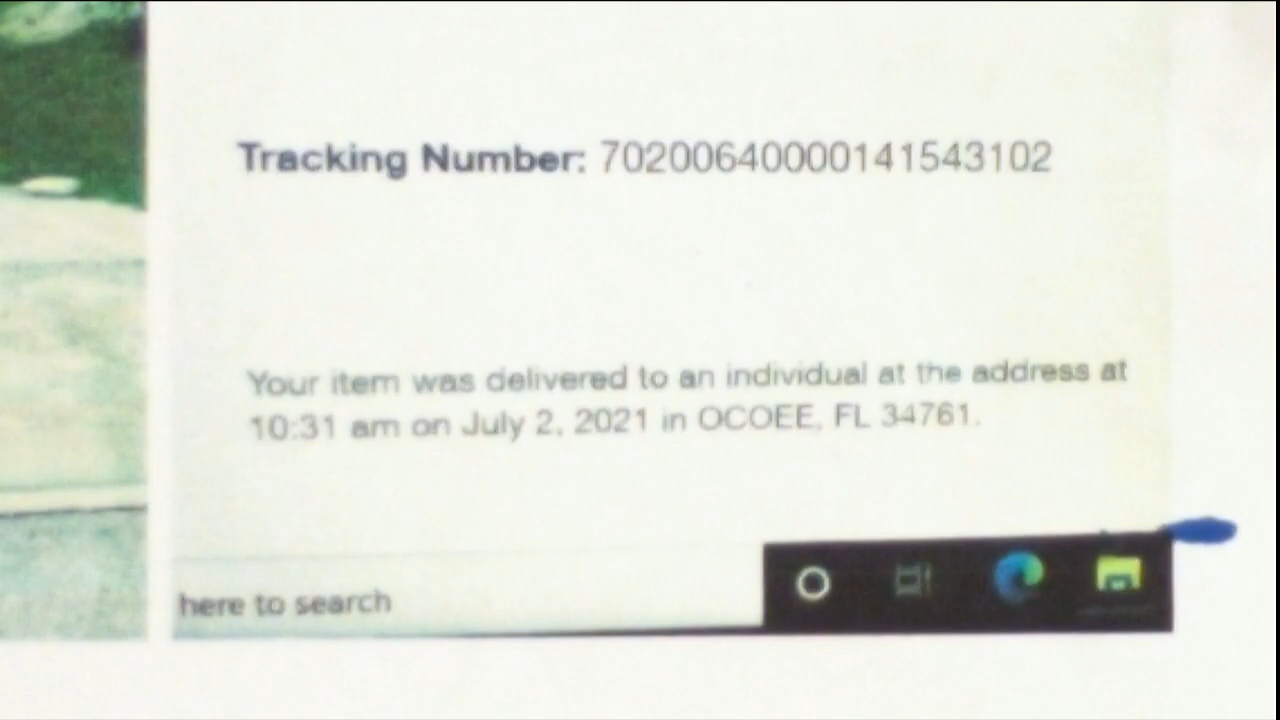 Tracking Number: 70200640000141543102
Your item was delivered to an individual at the address at
10:31 am on July 2, 2021 in OCOEE, FL 34761.
here to search